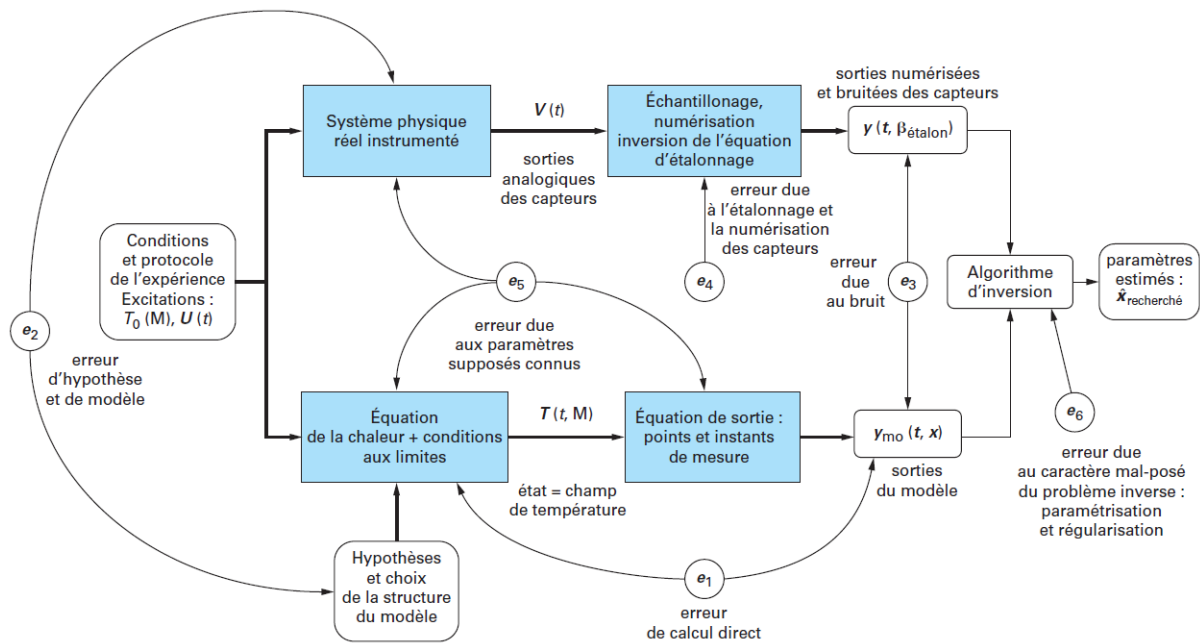 sorties numérisées
et bruitées des capteurs
Système physique
réel instrumenté
V (t)
sorties
analogiques
des capteurs
Échantillonage,
numérisation
inversion de l'équation
d'étalonnage
y (t, βétalon)
erreur due
à l'étalonnage et
la numérisation
des capteurs
e4
Conditions
et protocole
de l'expérience
Excitations :
T0 (M), U (t)
e5
erreur due
aux paramètres
supposés connus
erreur
due
au bruit
e3
Algorithme
d'inversion
paramètres
estimés :
x̂recherché
e2
erreur
d'hypothèse
et de modèle
Équation
de la chaleur + conditions
aux limites
T (t, M)
état = champ
de température
Équation de sortie :
points et instants
de mesure
ymo (t, x)
sorties
du modèle
e6
erreur due
au caractère mal-posé
du problème inverse :
paramétrisation
et régularisation
Hypothèses
et choix
de la structure
du modèle
e1
erreur
de calcul direct